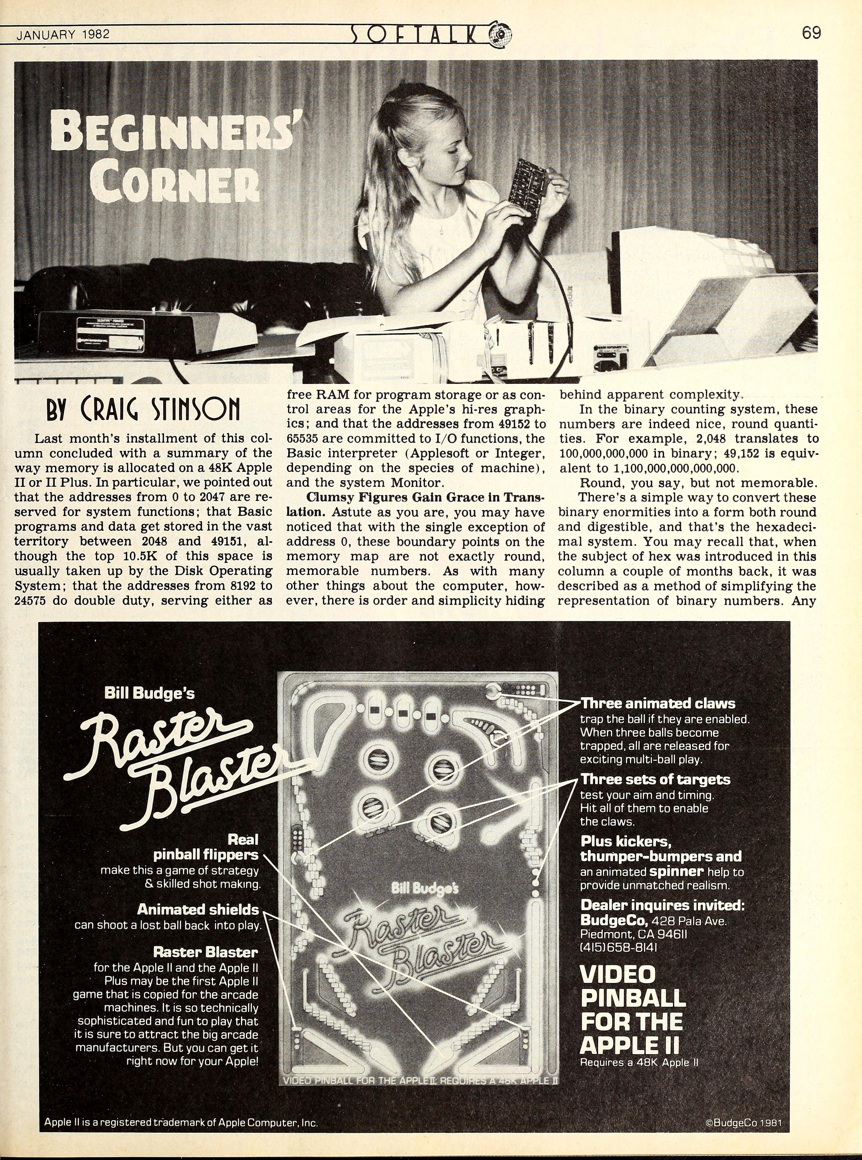 JANUARY 1982
SOFTALK
69
BEGINNERS'
CORNER
BY CRAIG STINSON
Last month's installment of this col-
umn concluded with a summary of the
way memory is allocated on a 48K Apple
II or II Plus. In particular, we pointed out
that the addresses from 0 to 2047 are re-
served for system functions; that Basic
programs and data get stored in the vast
territory between 2048 and 49151, al-
though the top 10.5K of this space is
usually taken up by the Disk Operating
System; that the addresses from 8192 to
24575 do double duty, serving either as
free RAM for program storage or as con-
trol areas for the Apple's hi-res graph-
ics; and that the addresses from 49152 to
65535 are committed to I/O functions, the
Basic interpreter (Applesoft or Integer,
depending on the species of machine),
and the system Monitor.
Clumsy Figures Gain Grace in Trans-
lation. Astute as you are, you may have
noticed that with the single exception of
address 0, these boundary points on the
memory map are not exactly round,
memorable numbers. As with many
other things about the computer, how-
ever, there is order and simplicity hiding
behind apparent complexity.
In the binary counting system, these
numbers are indeed nice, round quanti-
ties. For example, 2,048 translates to
100,000,000,000 in binary; 49,152 is equiv-
alent to 1,100,000,000,000,000.
Round, you say, but not memorable.
There's a simple way to convert these
binary enormities into a form both round
and digestible, and that's the hexadeci-
mal system. You may recall that, when
the subject of hex was introduced in this
column a couple of months back, it was
described as a method of simplifying the
representation of binary numbers. Any
Bill Budge's
Raster
Blaster
Real
pinball flippers
make this a game of strategy
& skilled shot making.
Animated shields
can shoot a lost ball back into play.
Raster Blaster
for the Apple II and the Apple II
Plus may be the first Apple II
game that is copied for the arcade
machines. It is so technically
sophisticated and fun to play that
it is sure to attract the big arcade
manufacturers. But you can get it
right now for your Apple!
Bill Budge's
Raster
Blaster
VIDEO PINBALL FOR THE APPLE II: REQUIRES A 48K APPLE II
Three animated claws
trap the ball if they are enabled.
When three balls become
trapped, all are released for
exciting multi-ball play.
Three sets of targets
test your aim and timing.
Hit all of them to enable
the claws.
Plus kickers,
thumper-bumpers and
an animated spinner help to
provide unmatched realism.
Dealer inquires invited:
BudgeCo, 428 Pala Ave.
Piedmont, CA 94611
(415)658-8141
VIDEO
PINBALL
FOR THE
APPLE II
Requires a 48K Apple II
Apple II is a registered trademark of Apple Computer, Inc.
©BudgeCo 1981